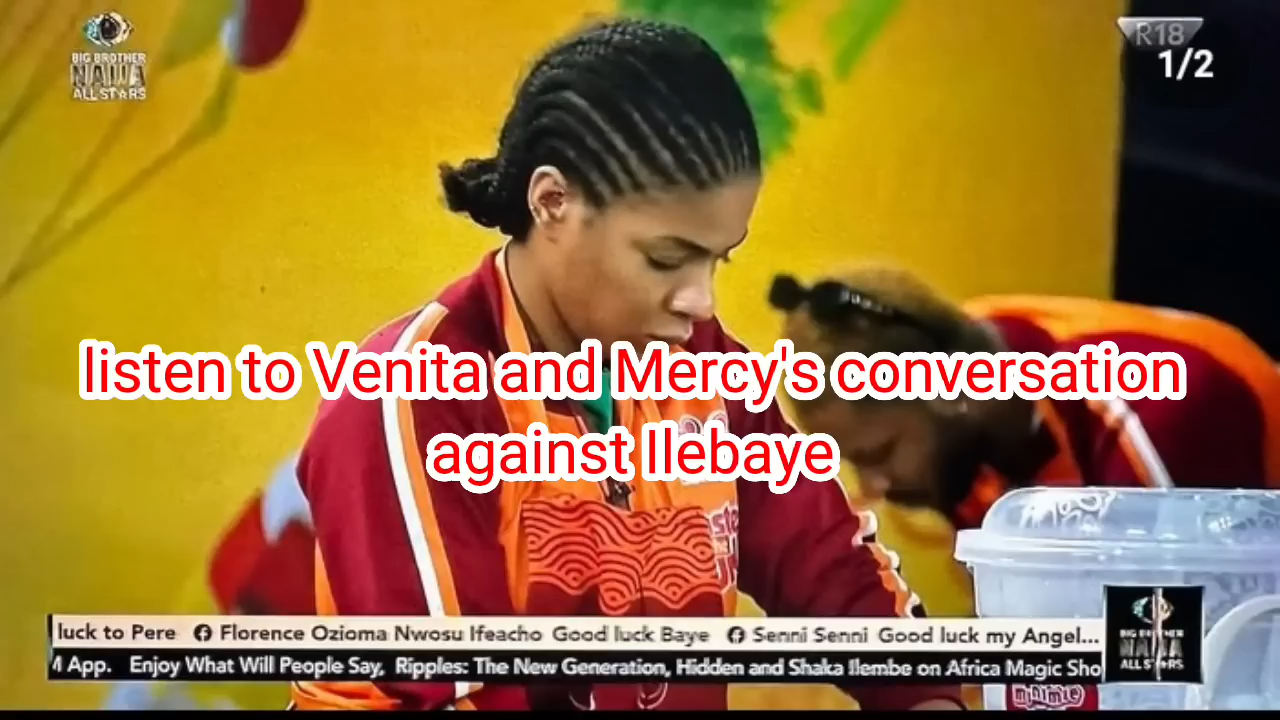 BIG BROTHER
NAIJA
ALL STARS
R18
1/2
listen to Venita and Mercy's conversation
against Ilebaye
luck to Pere Florence Ozioma Nwosu Ifeacho Good luck Baye Senni Senni Good luck my Angel...
App. Enjoy What Will People Say, Ripples: The New Generation, Hidden and Shaka Ilembe on Africa Magic Sho
BIG BROTHER
NAIJA
ALL STARS
minimie